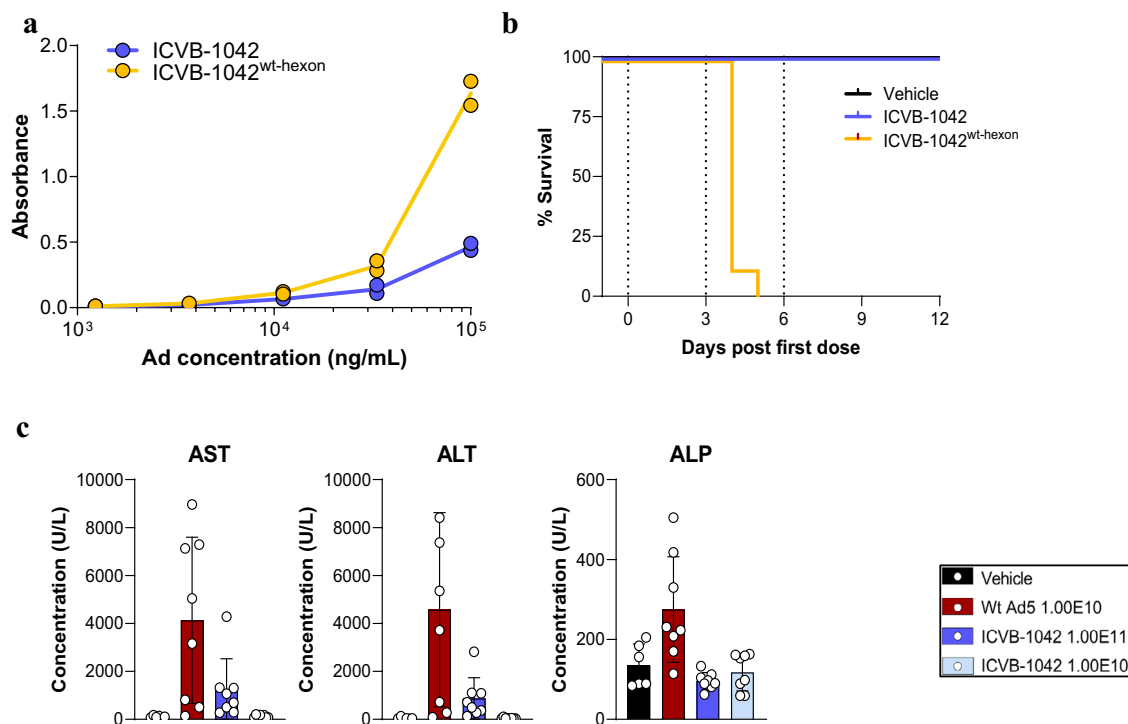 a
ICVB-1042
ICVB-1042wt-hexon
2.0
1.5
1.0
0.5
0.0
Absorbance
10³
10⁴
10⁵
Ad concentration (ng/mL)
b
100
75
50
25
0
% Survival
Vehicle
ICVB-1042
ICVB-1042wt-hexon
0 3 6 9 12
Days post first dose
c
AST
10000
8000
6000
4000
2000
0
Concentration (U/L)
ALT
10000
8000
6000
4000
2000
0
Concentration (U/L)
ALP
600
400
200
0
Concentration (U/L)
Vehicle
Wt Ad5 1.00E10
ICVB-1042 1.00E11
ICVB-1042 1.00E10